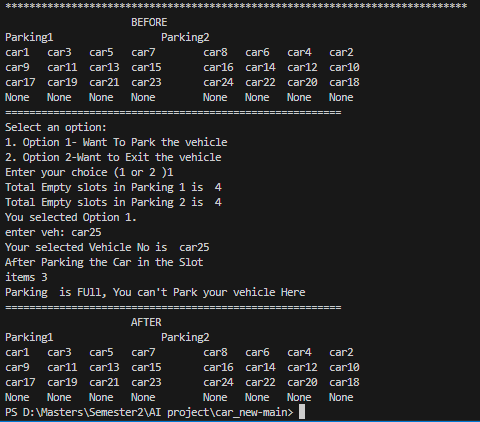 *****************************************************************************
BEFORE
Parking1 Parking2
car1 car3 car5 car7 car8 car6 car4 car2
car9 car11 car13 car15 car16 car14 car12 car10
car17 car19 car21 car23 car24 car22 car20 car18
None None None None None None None None
========================================================
Select an option:
1. Option 1- Want To Park the vehicle
2. Option 2-Want to Exit the vehicle
Enter your choice (1 or 2 )1
Total Empty slots in Parking 1 is  4
Total Empty slots in Parking 2 is  4
You selected Option 1.
enter veh: car25
Your selected Vehicle No is  car25
After Parking the Car in the Slot
items 3
Parking  is FUll, You can't Park your vehicle Here
========================================================
AFTER
Parking1 Parking2
car1 car3 car5 car7 car8 car6 car4 car2
car9 car11 car13 car15 car16 car14 car12 car10
car17 car19 car21 car23 car24 car22 car20 car18
None None None None None None None None
PS D:\Masters\Semester2\AI project\car_new-main>